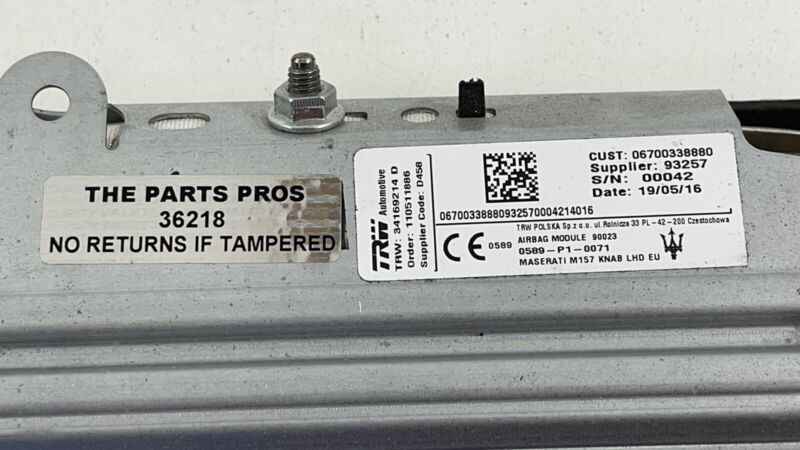 THE PARTS PROS
36218
NO RETURNS IF TAMPERED
TRW Automotive
TRW: 34169214 D
Order: 110511886
Supplier Code: D458
CUST: 06700338880
Supplier: 93257
S/N: 00042
Date: 19/05/16
06700338880932570004214016
TRW POLSKA Sp.z o.o. ul.Rolnicza 33 PL - 42 - 200 Czestochowa
CE 0589 AIRBAG MODULE 90023
0589-P1-0071
MASERATI M157 KNAB LHD EU